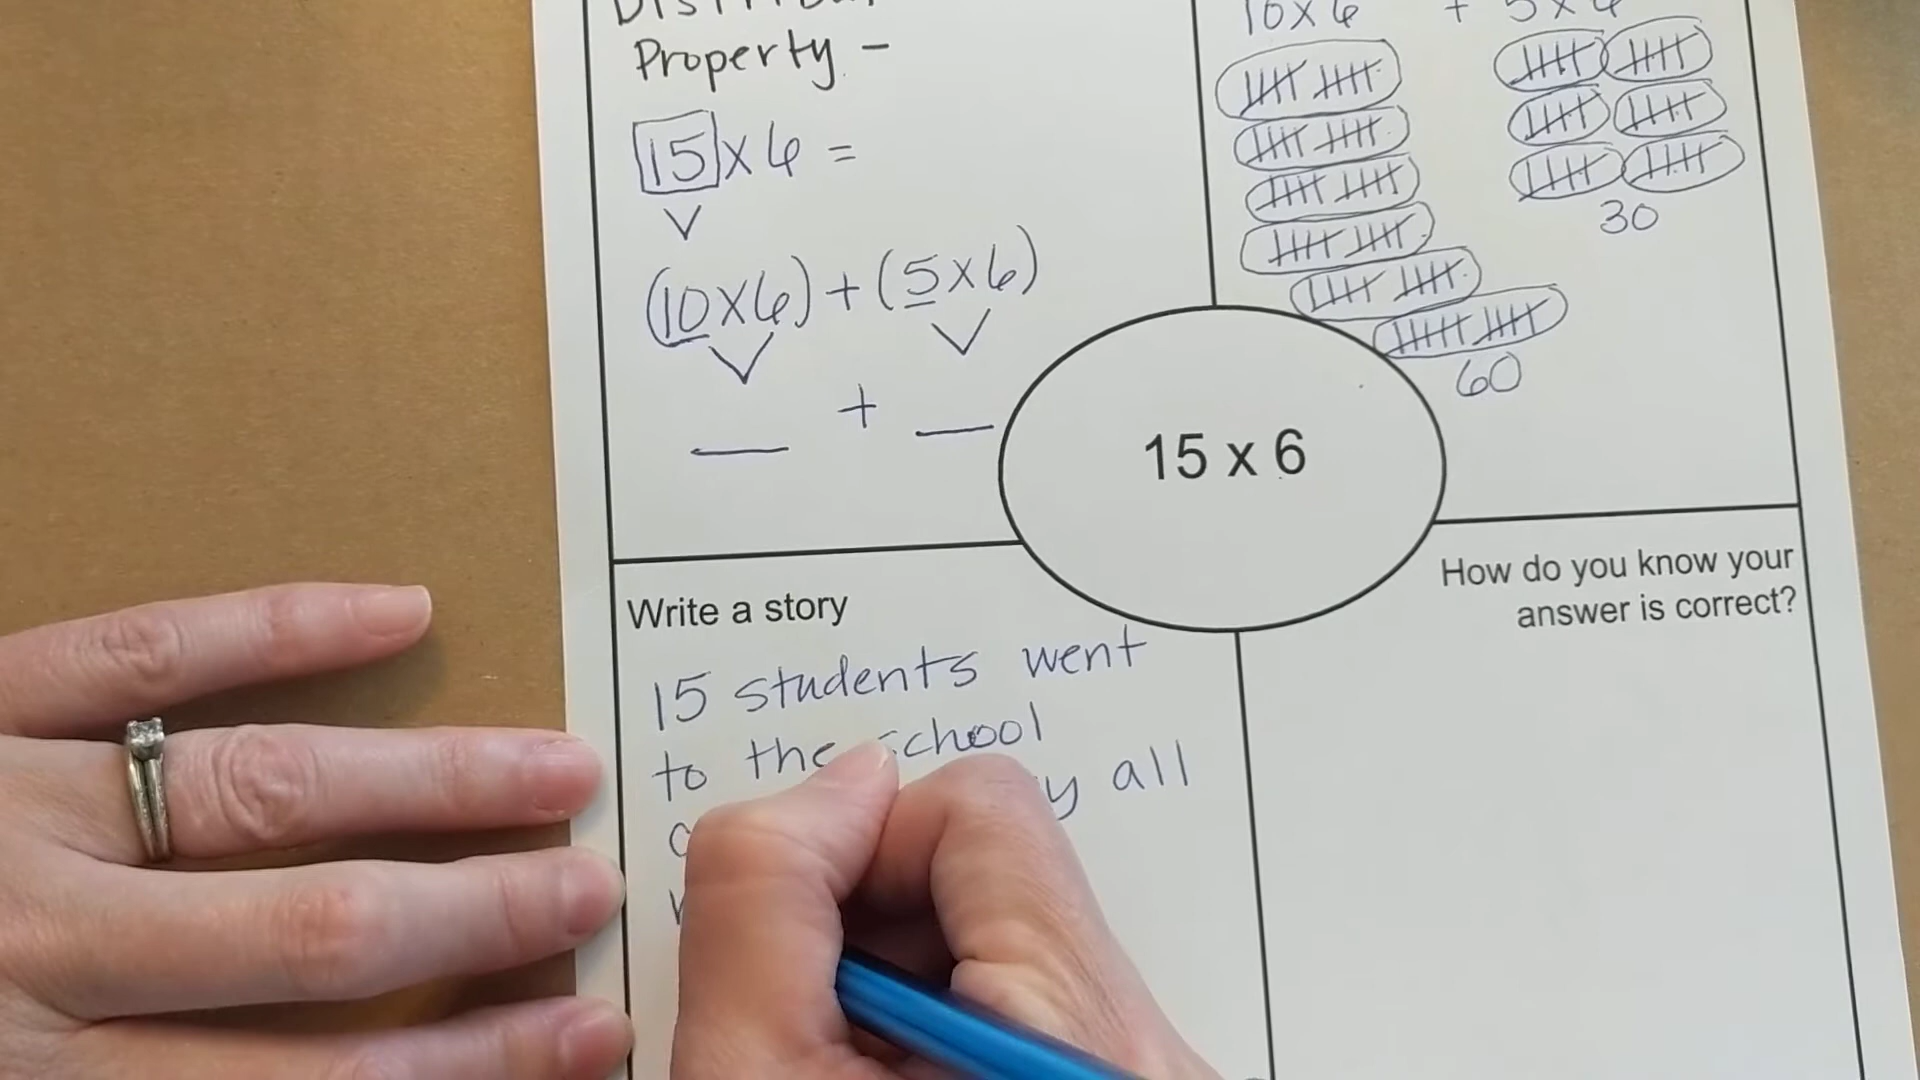 Property -
15 x 6 =
(10x6) + (5x6)
+
10x6 + 5x6
30
60
15 x 6
Write a story
15 students went
to the school
all
How do you know your
answer is correct?